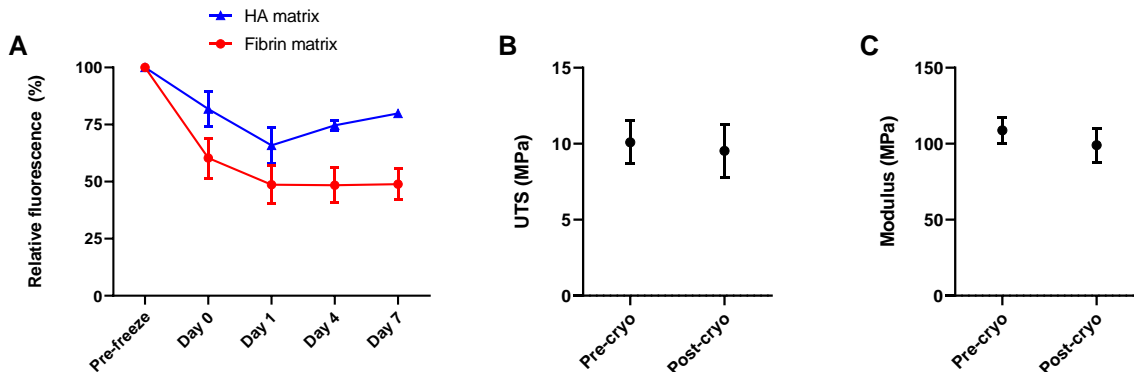 HA matrix
Fibrin matrix
A
Relative fluorescence (%)
100
75
50
25
0
Pre-freeze
Day 0
Day 1
Day 4
Day 7
B
UTS (MPa)
15
10
5
0
Pre-cryo
Post-cryo
C
Modulus (MPa)
150
100
50
0
Pre-cryo
Post-cryo